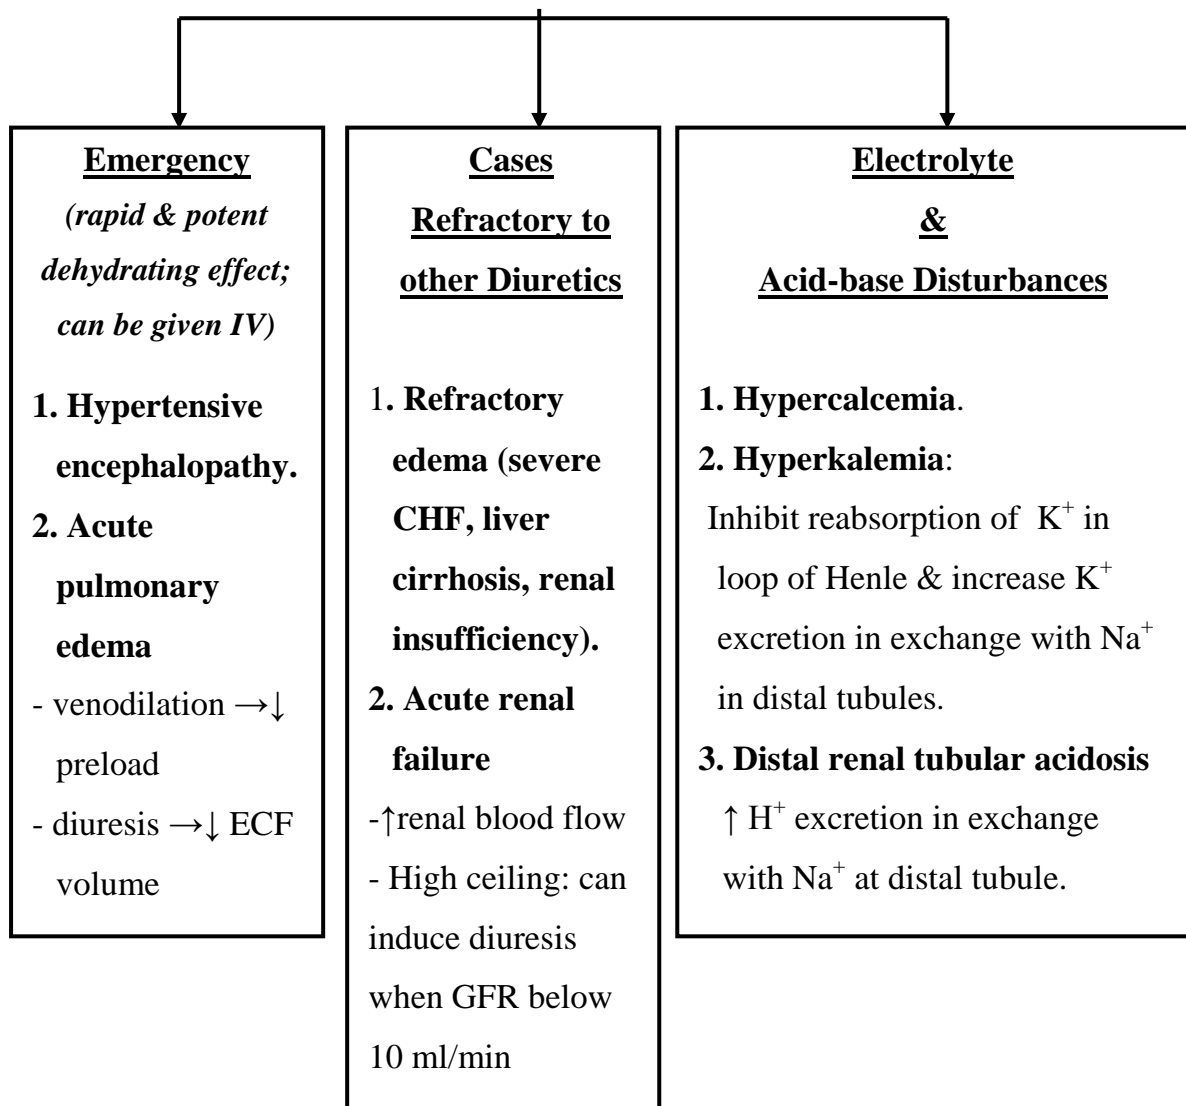 Emergency
(rapid & potent
dehydrating effect;
can be given IV)
1. Hypertensive
encephalopathy.
2. Acute
pulmonary
edema
- venodilation →↓
preload
- diuresis →↓ ECF
volume
Cases
Refractory to
other Diuretics
1. Refractory
edema (severe
CHF, liver
cirrhosis, renal
insufficiency).
2. Acute renal
failure
-↑renal blood flow
- High ceiling: can
induce diuresis
when GFR below
10 ml/min
Electrolyte
&
Acid-base Disturbances
1. Hypercalcemia.
2. Hyperkalemia:
Inhibit reabsorption of K⁺ in
loop of Henle & increase K⁺
excretion in exchange with Na⁺
in distal tubules.
3. Distal renal tubular acidosis
↑ H⁺ excretion in exchange
with Na⁺ at distal tubule.